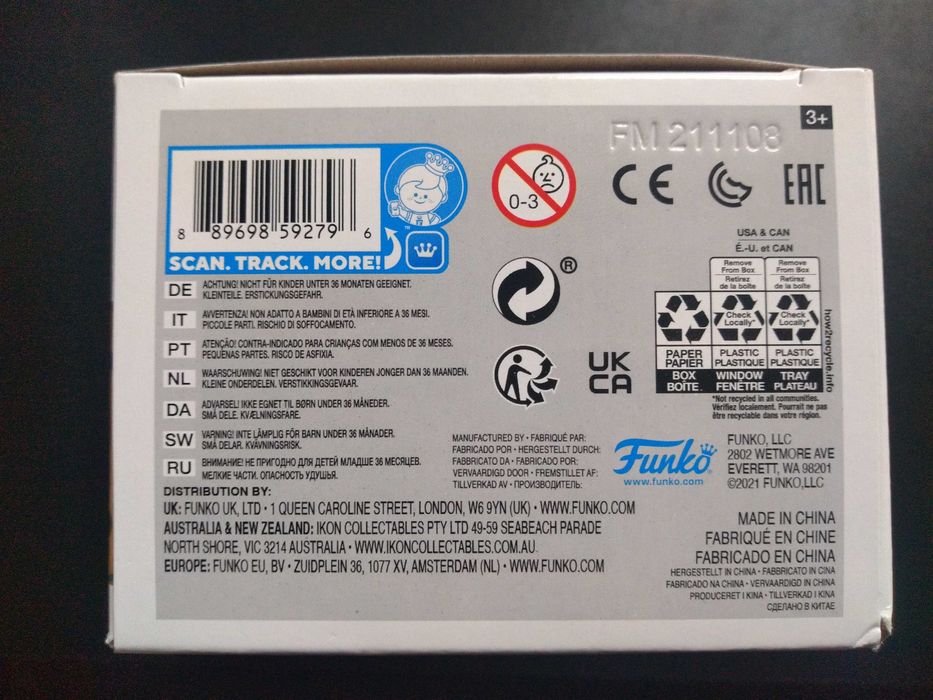 3+
FM 211108
8 89698 59279 6
™
SCAN. TRACK. MORE!
0-3
CE
EAC
®
UK
CA
USA & CAN
É.-U. et CAN
Remove
From Box
Retirez
de la boîte
Remove
From Box
Retirez
de la boîte
Check
Locally*
Check
Locally*
PAPER
PAPIER
PLASTIC
PLASTIQUE
PLASTIC
PLASTIQUE
BOX
BOÎTE
WINDOW
FENÊTRE
TRAY
PLATEAU
how2recycle.info
*Not recycled in all communities.
Vérifiez localement. Pourrait ne pas
être recyclé dans votre région.
DE ACHTUNG! NICHT FÜR KINDER UNTER 36 MONATEN GEEIGNET.
KLEINTEILE. ERSTICKUNGSGEFAHR.
IT AVVERTENZA! NON ADATTO A BAMBINI DI ETÀ INFERIORE A 36 MESI.
PICCOLE PARTI. RISCHIO DI SOFFOCAMENTO.
PT ATENÇÃO! CONTRA-INDICADO PARA CRIANÇAS COM MENOS DE 36 MESES.
PEQUENAS PARTES. RISCO DE ASFIXIA.
NL WAARSCHUWING! NIET GESCHIKT VOOR KINDEREN JONGER DAN 36 MAANDEN.
KLEINE ONDERDELEN. VERSTIKKINGSGEVAAR.
DA ADVARSEL! IKKE EGNET TIL BØRN UNDER 36 MÅNEDER.
SMÅ DELE. KVÆLNINGSFARE.
SW VARNING! INTE LÄMPLIG FÖR BARN UNDER 36 MÅNADER.
SMÅ DELAR. KVÄVNINGSRISK.
RU ВНИМАНИЕ! НЕ ПРИГОДНО ДЛЯ ДЕТЕЙ МЛАДШЕ 36 МЕСЯЦЕВ.
МЕЛКИЕ ЧАСТИ. ОПАСНОСТЬ УДУШЬЯ.
MANUFACTURED BY • FABRIQUÉ PAR:
FABRICADO POR • HERGESTELLT DURCH:
FABBRICATO DA • FABRICADO POR:
VERVAARDIGD DOOR • FREMSTILLET AF:
TILLVERKAD AV • ПРОИЗВОДИТЕЛЬ:
Funko
www.funko.com
FUNKO, LLC
2802 WETMORE AVE
EVERETT, WA 98201
©2021 FUNKO,LLC
DISTRIBUTION BY:
UK: FUNKO UK, LTD • 1 QUEEN CAROLINE STREET, LONDON, W6 9YN (UK) • WWW.FUNKO.COM
AUSTRALIA & NEW ZEALAND: IKON COLLECTABLES PTY LTD 49-59 SEABEACH PARADE
NORTH SHORE, VIC 3214 AUSTRALIA • WWW.IKONCOLLECTABLES.COM.AU
EUROPE: FUNKO EU, BV • ZUIDPLEIN 36, 1077 XV, AMSTERDAM (NL) • WWW.FUNKO.COM
MADE IN CHINA
FABRIQUÉ EN CHINE
FABRICADO EN CHINA
HERGESTELLT IN CHINA • FABBRICATO IN CINA
FABRICADO NA CHINA • VERVAARDIGD IN CHINA
PRODUCERET I KINA • TILLVERKAD I KINA
СДЕЛАНО В КИТАЕ